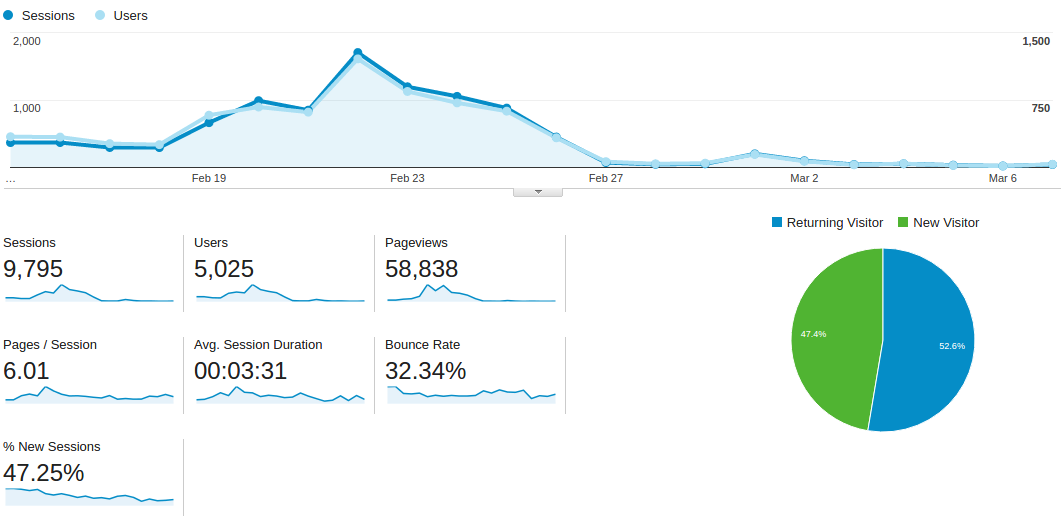 Sessions Users
2,000 1,500
1,000 750
... Feb 19 Feb 23 Feb 27 Mar 2 Mar 6
Returning Visitor New Visitor
Sessions Users Pageviews
9,795 5,025 58,838
47.4% 52.6%
Pages / Session Avg. Session Duration Bounce Rate
6.01 00:03:31 32.34%
% New Sessions
47.25%